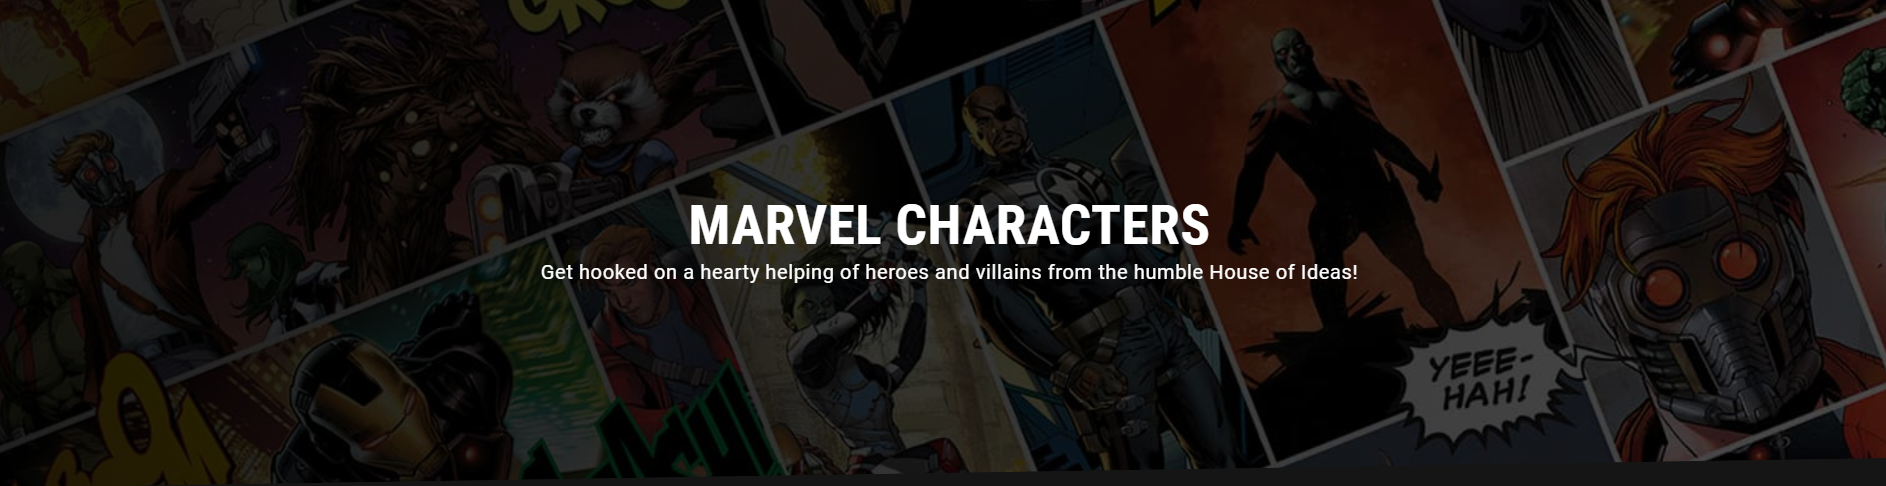 MARVEL CHARACTERS
Get hooked on a hearty helping of heroes and villains from the humble House of Ideas!
YEEE-
HAH!